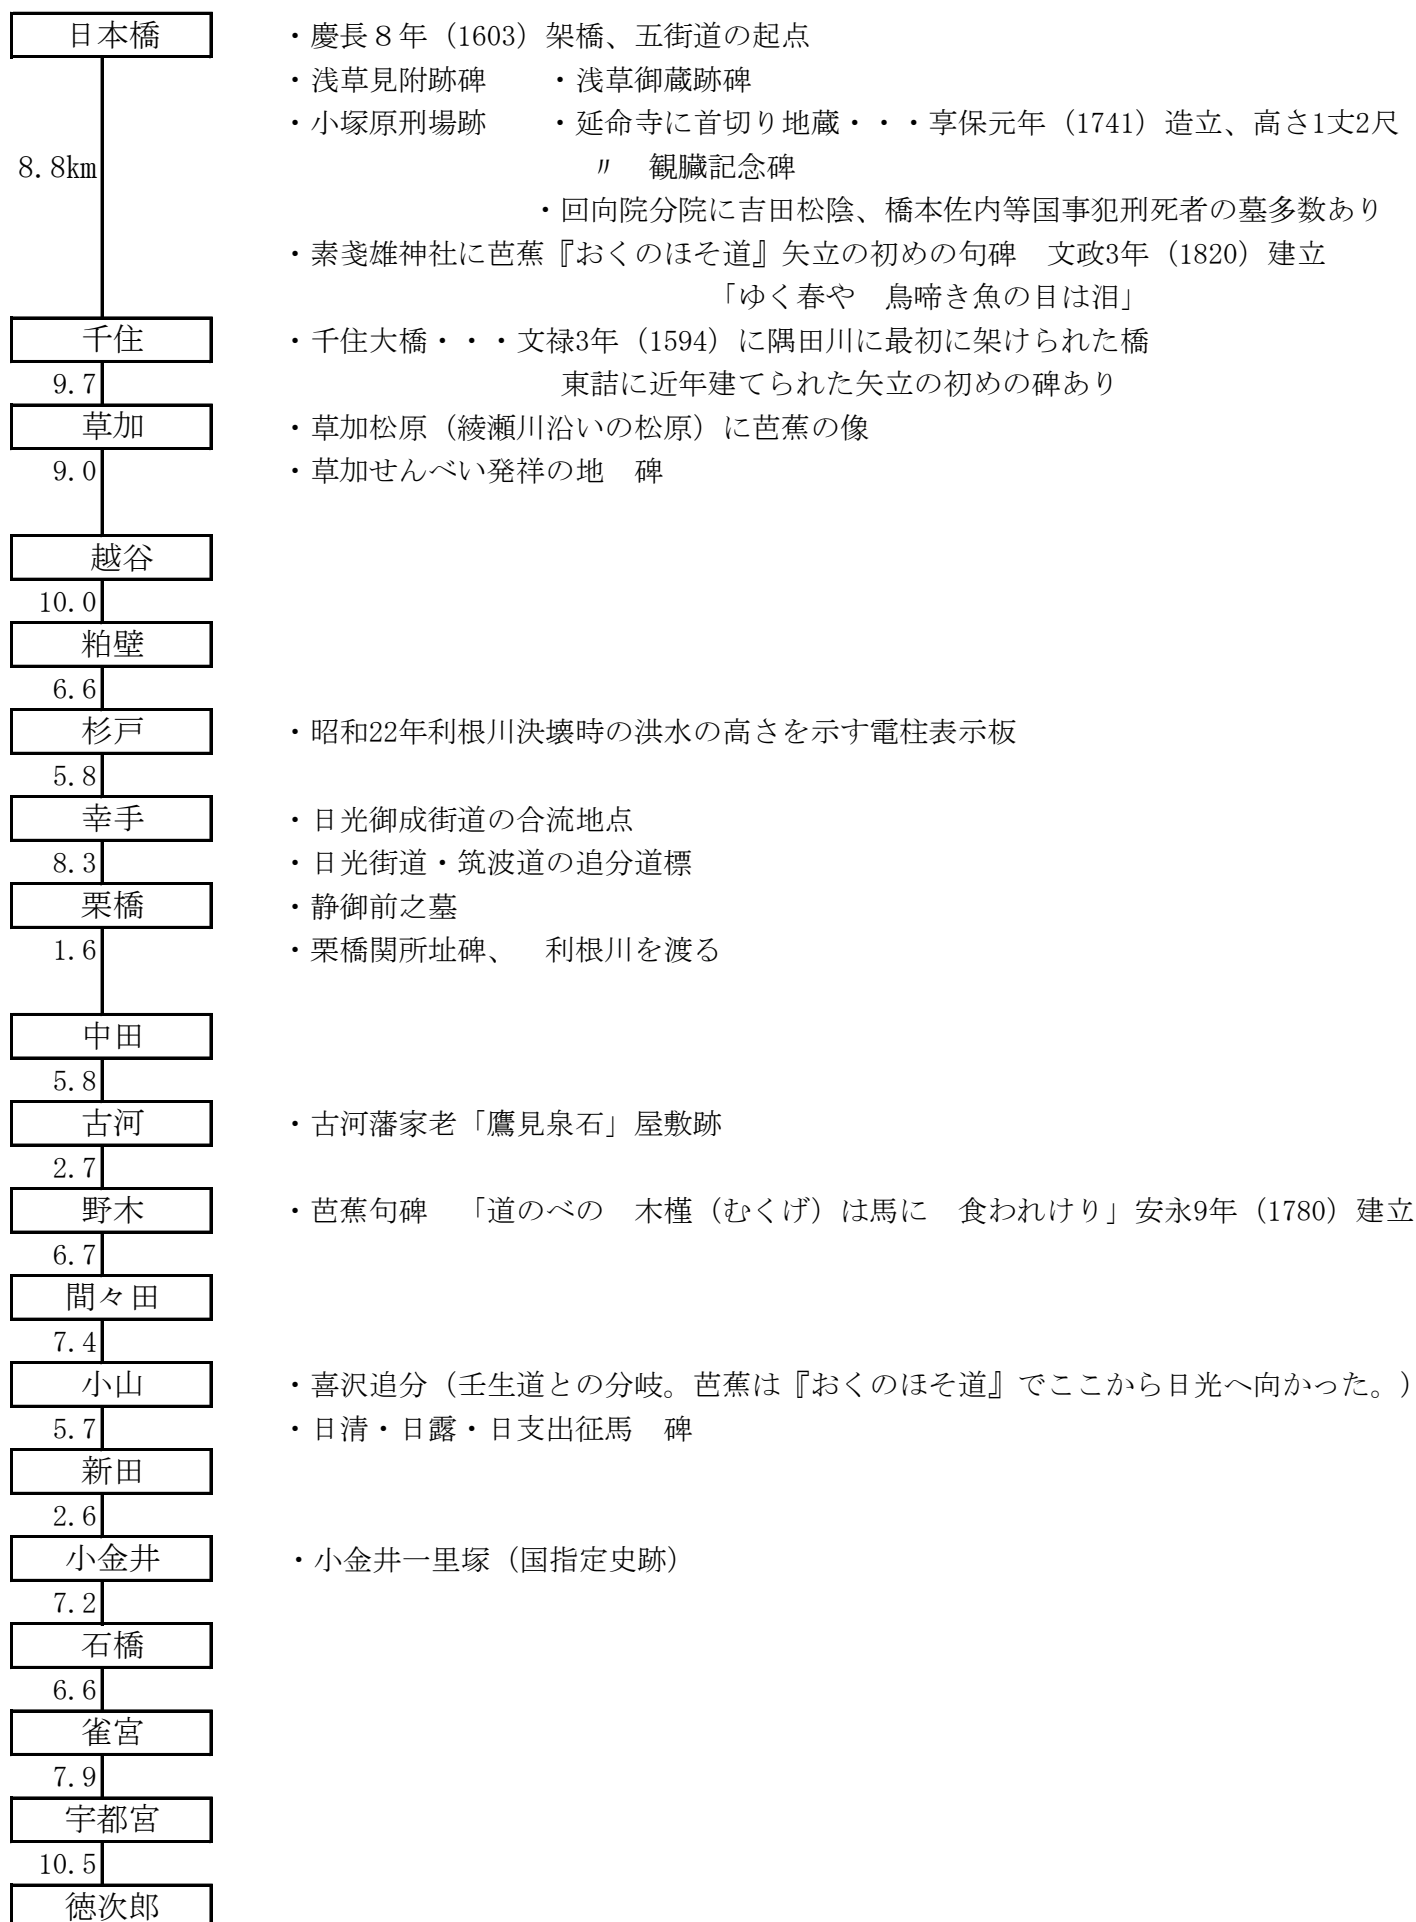 日本橋　・慶長８年（1603）架橋、五街道の起点
・浅草見附跡碑　　・浅草御蔵跡碑
・小塚原刑場跡　　・延命寺に首切り地蔵・・・享保元年（1741）造立、高さ1丈2尺
8.8㎞　〃　観臓記念碑
・回向院分院に吉田松陰、橋本佐内等国事犯刑死者の墓多数あり
・素戔雄神社に芭蕉『おくのほそ道』矢立の初めの句碑　文政3年（1820）建立
「ゆく春や　鳥啼き魚の目は泪」
千住　・千住大橋・・・文禄3年（1594）に隅田川に最初に架けられた橋
9.7　東詰に近年建てられた矢立の初めの碑あり
草加　・草加松原（綾瀬川沿いの松原）に芭蕉の像
9.0　・草加せんべい発祥の地　碑
越谷
10.0
粕壁
6.6
杉戸　・昭和22年利根川決壊時の洪水の高さを示す電柱表示板
5.8
幸手　・日光御成街道の合流地点
8.3　・日光街道・筑波道の追分道標
栗橋　・静御前之墓
1.6　・栗橋関所址碑、　利根川を渡る
中田
5.8
古河　・古河藩家老「鷹見泉石」屋敷跡
2.7
野木　・芭蕉句碑　「道のべの　木槿（むくげ）は馬に　食われけり」安永9年（1780）建立
6.7
間々田
7.4
小山　・喜沢追分（壬生道との分岐。芭蕉は『おくのほそ道』でここから日光へ向かった。）
5.7　・日清・日露・日支出征馬　碑
新田
2.6
小金井　・小金井一里塚（国指定史跡）
7.2
石橋
6.6
雀宮
7.9
宇都宮
10.5
徳次郎